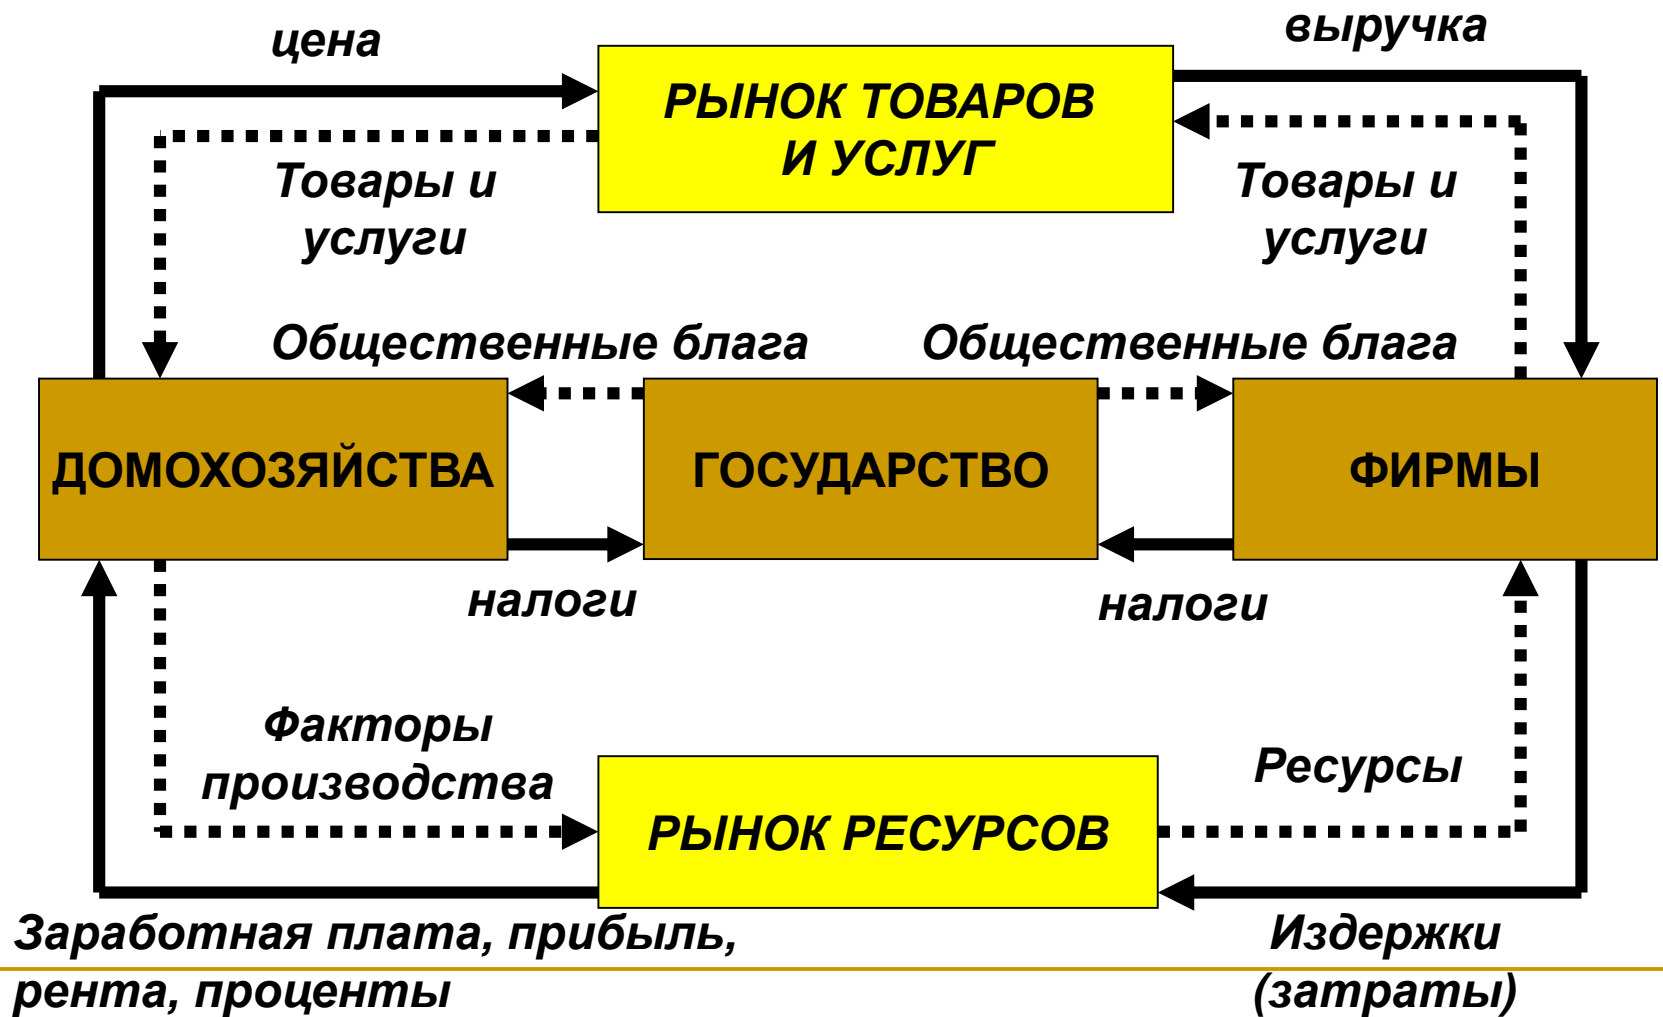 цена
выручка
РЫНОК ТОВАРОВ
И УСЛУГ
Товары и
услуги
Товары и
услуги
Общественные блага
Общественные блага
ДОМОХОЗЯЙСТВА
ГОСУДАРСТВО
ФИРМЫ
налоги
налоги
Факторы
производства
Ресурсы
РЫНОК РЕСУРСОВ
Заработная плата, прибыль,
рента, проценты
Издержки
(затраты)